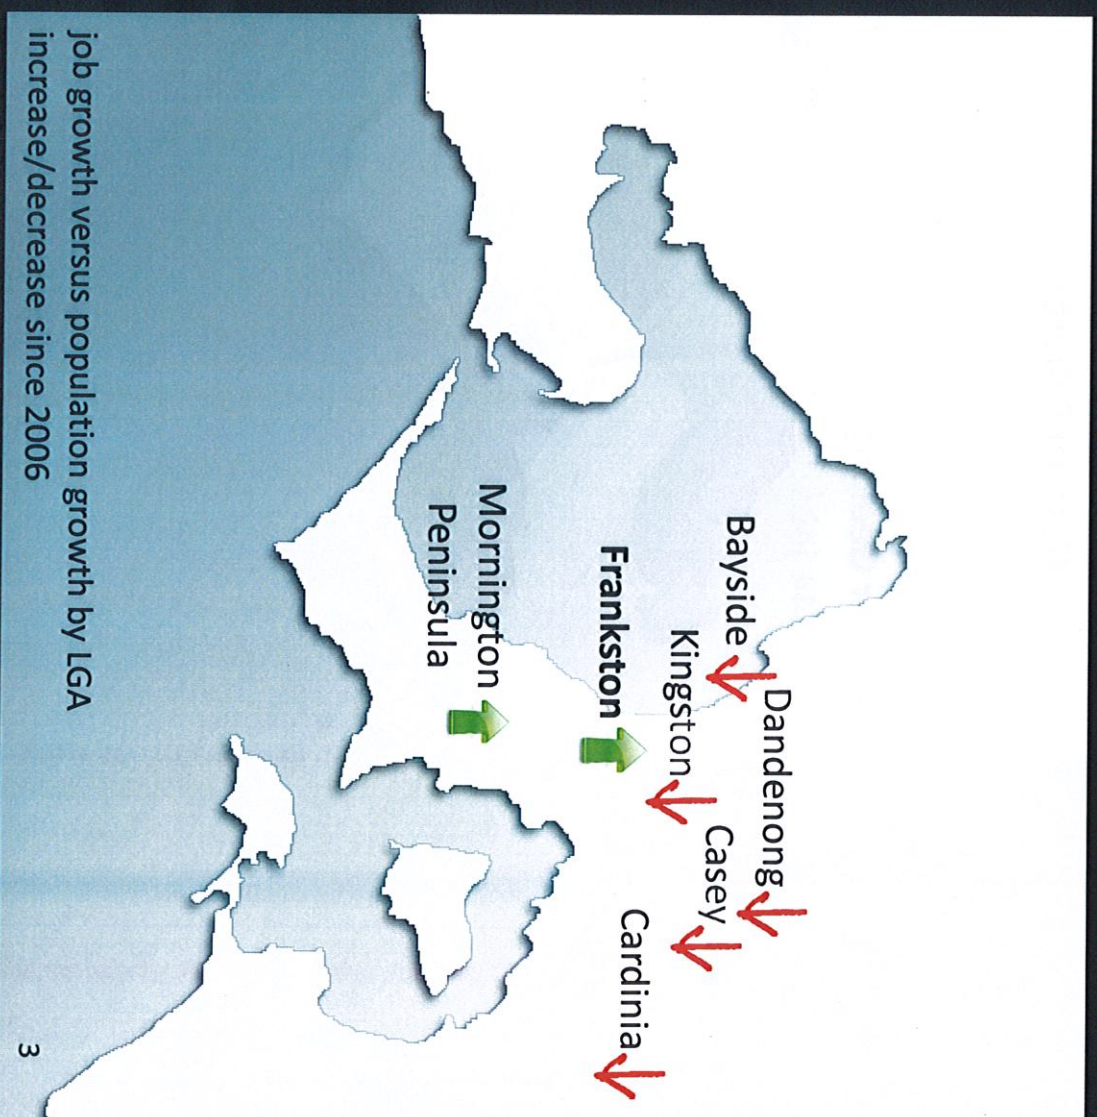 Dandenong
Bayside
Casey
Kingston
Cardinia
Frankston
Mornington
Peninsula
job growth versus population growth by LGA
increase/decrease since 2006
3